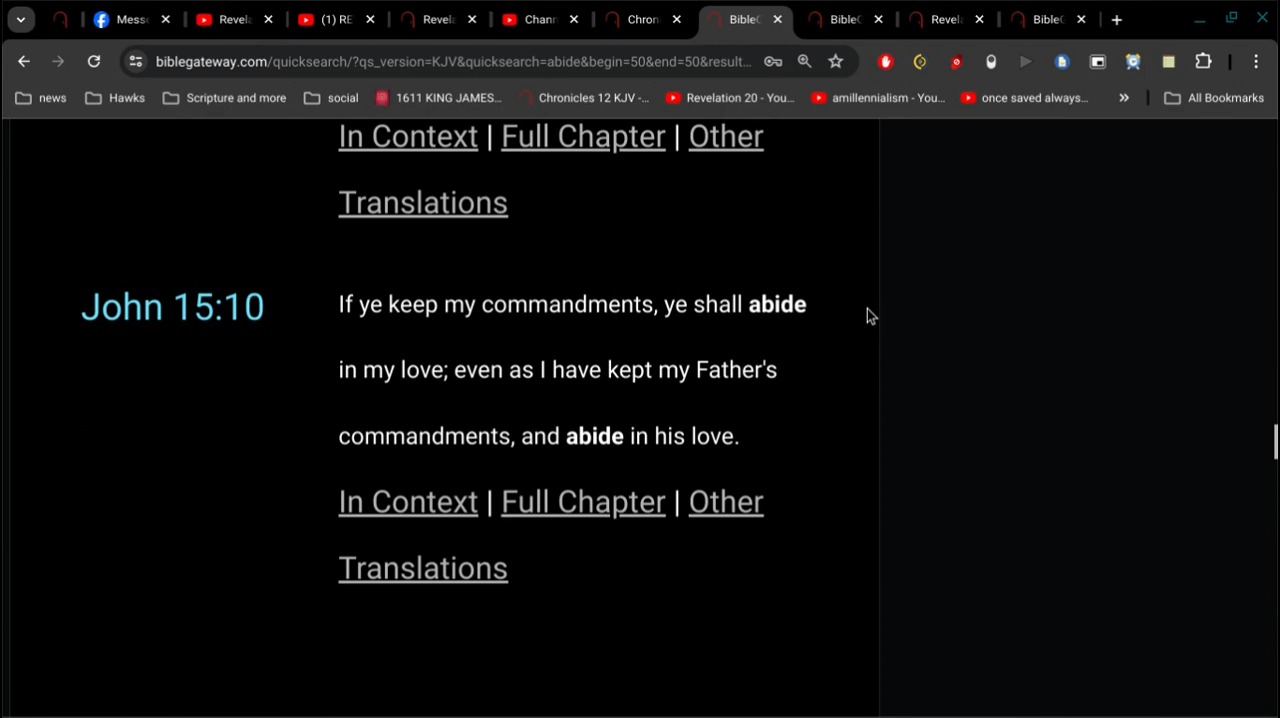 Mess
Revela
(1) RE
Revela
Chann
Chron
BibleG
BibleG
Revela
BibleG
biblegateway.com/quicksearch/?qs_version=KJV&quicksearch=abide&begin=50&end=50&result...
news
Hawks
Scripture and more
social
1611 KING JAMES...
Chronicles 12 KJV -...
Revelation 20 - You...
amillennialism - You...
once saved always...
»
All Bookmarks
In Context | Full Chapter | Other
Translations
John 15:10
If ye keep my commandments, ye shall abide
in my love; even as I have kept my Father's
commandments, and abide in his love.
In Context | Full Chapter | Other
Translations